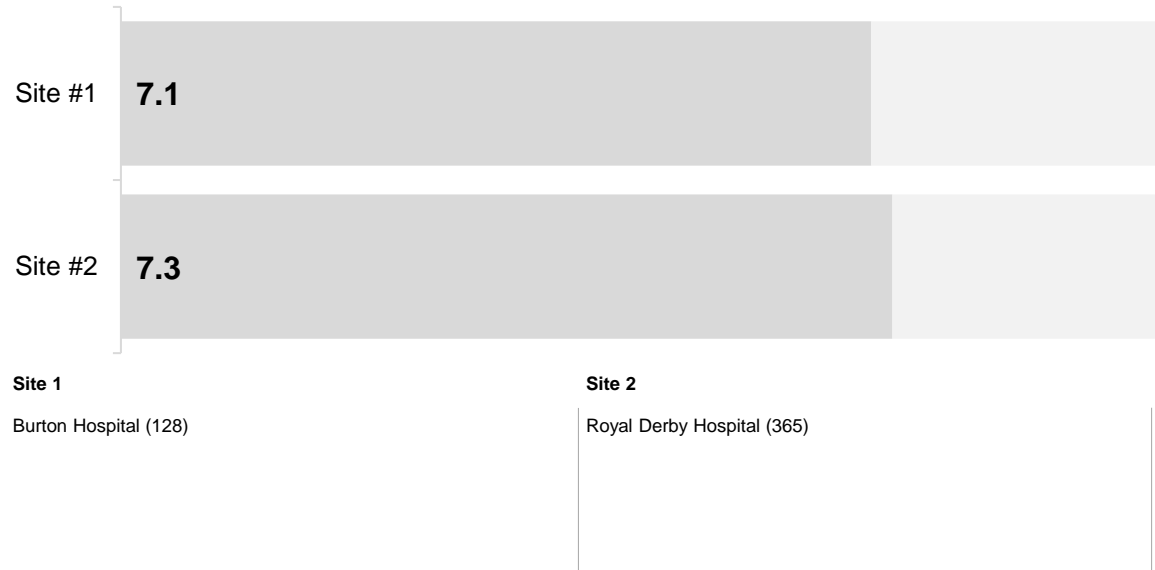 Site #1
7.1
Site #2
7.3
Site 1
Site 2
Burton Hospital (128)
Royal Derby Hospital (365)